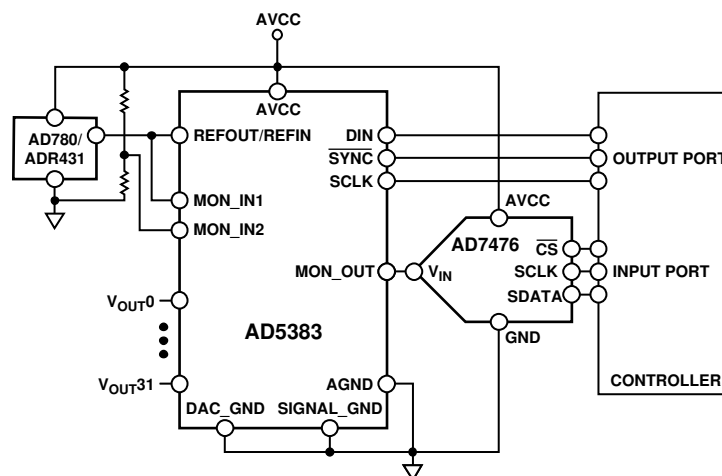 AVCC
AVCC
AD780/
ADR431
REFOUT/REFIN
MON_IN1
MON_IN2
VOUT0
VOUT31
AD5383
DIN
SYNC
SCLK
MON_OUT
AGND
DAC_GND
SIGNAL_GND
AVCC
AD7476
VIN
CS
SCLK
SDATA
GND
OUTPUT PORT
INPUT PORT
CONTROLLER